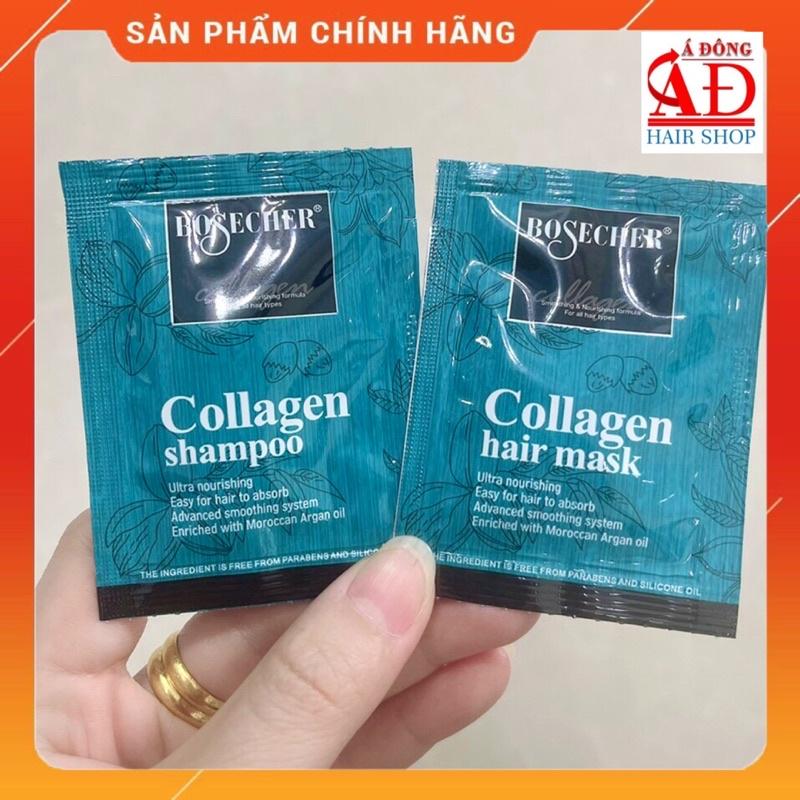 SẢN PHẨM CHÍNH HÃNG
Á ĐÔNG
AĐ
HAIR SHOP
BOSECHER®
collagen
Smoothing & Nourishing formula
For all hair types
Collagen
shampoo
Ultra nourishing
Easy for hair to absorb
Advanced smoothing system
Enriched with Moroccan Argan oil
THE INGREDIENT IS FREE FROM PARABENS AND SILICO
BOSECHER®
collagen
Smoothing & Nourishing formula
For all hair types
Collagen
hair mask
Ultra nourishing
Easy for hair to absorb
Advanced smoothing system
Enriched with Moroccan Argan oil
THE INGREDIENT IS FREE FROM PARABENS AND SILICONE OIL